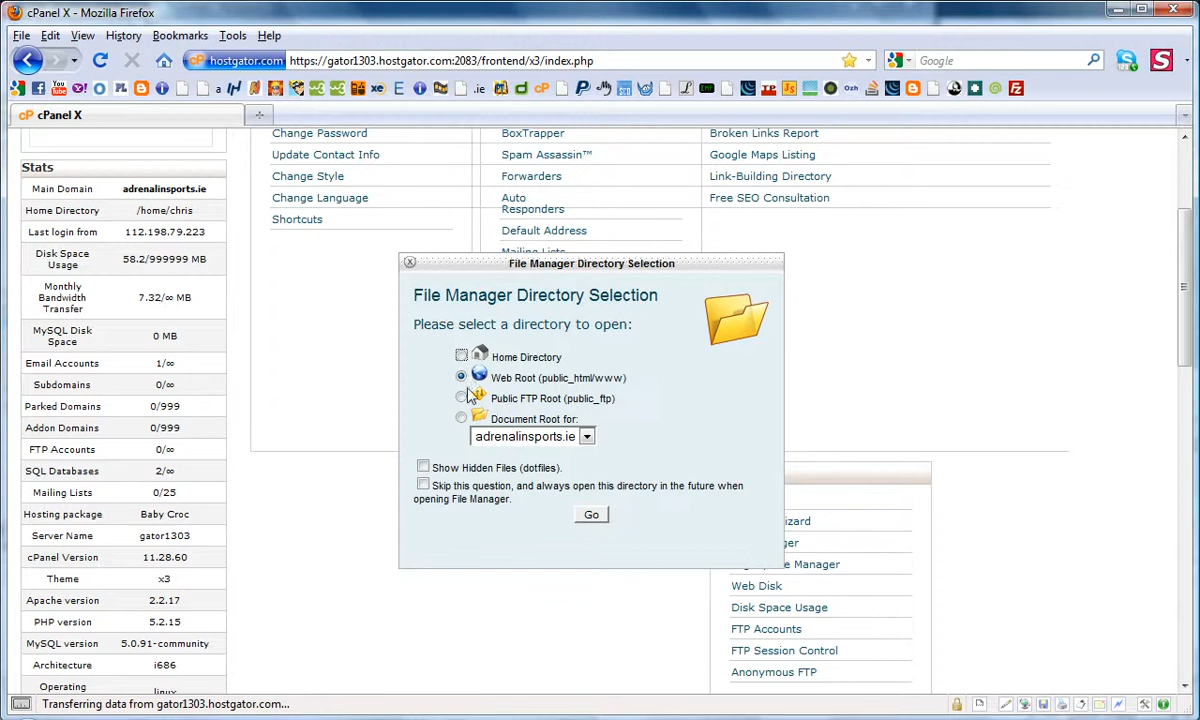 cPanel X - Mozilla Firefox
File Edit View History Bookmarks Tools Help
hostgator.com https://gator1303.hostgator.com:2083/frontend/x3/index.php
Google
cPanel X
Stats
Main Domain adrenalinsports.ie
Home Directory /home/chris
Last login from 112.198.79.223
Disk Space Usage 58.2/999999 MB
Monthly Bandwidth Transfer 7.32/∞ MB
MySQL Disk Space 0 MB
Email Accounts 1/∞
Subdomains 0/∞
Parked Domains 0/999
Addon Domains 0/999
FTP Accounts 0/∞
SQL Databases 2/∞
Mailing Lists 0/25
Hosting package Baby Croc
Server Name gator1303
cPanel Version 11.28.60
Theme x3
Apache version 2.2.17
PHP version 5.2.15
MySQL version 5.0.91-community
Architecture i686
Operating linux
Change Password
Update Contact Info
Change Style
Change Language
Shortcuts
BoxTrapper
Spam Assassin™
Forwarders
Auto Responders
Default Address
Mailing Lists
Broken Links Report
Google Maps Listing
Link-Building Directory
Free SEO Consultation
File Manager Directory Selection
File Manager Directory Selection
Please select a directory to open:
Home Directory
Web Root (public_html/www)
Public FTP Root (public_ftp)
Document Root for:
adrenalinsports.ie
Show Hidden Files (dotfiles).
Skip this question, and always open this directory in the future when
opening File Manager.
Go
Manager
Web Disk
Disk Space Usage
FTP Accounts
FTP Session Control
Anonymous FTP
Transferring data from gator1303.hostgator.com...